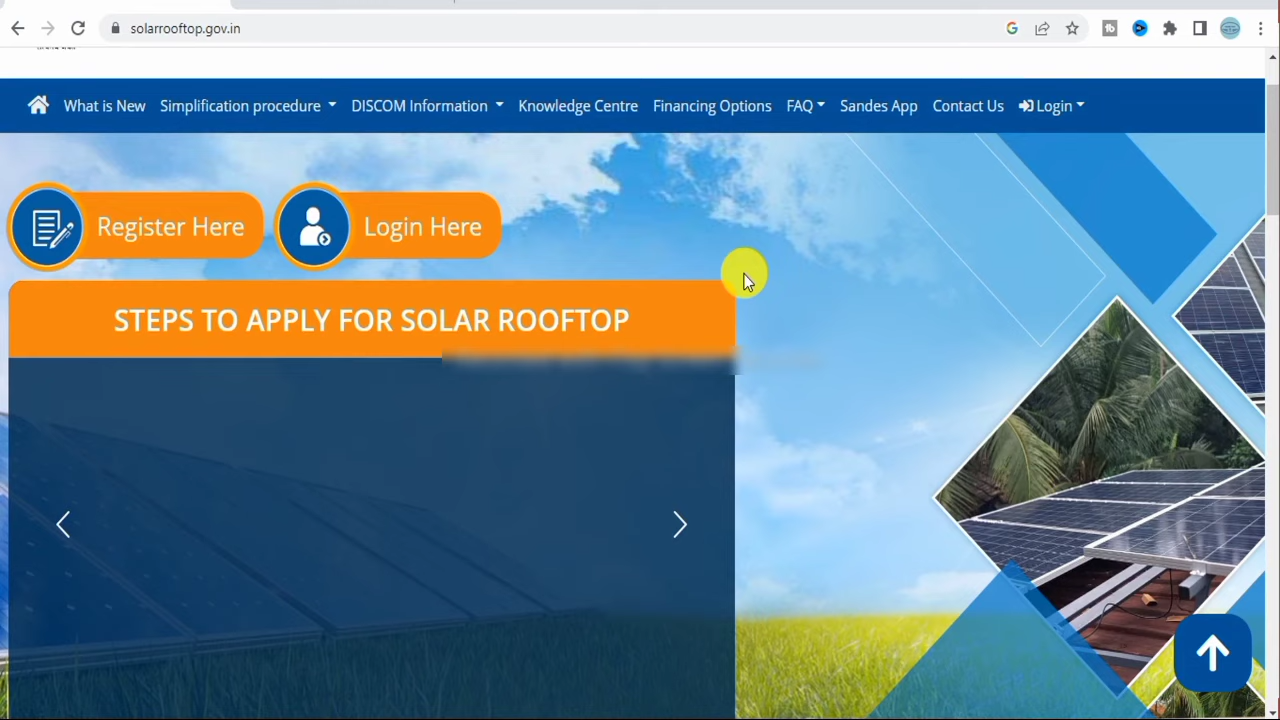 solarrooftop.gov.in
What is New Simplification procedure DISCOM Information Knowledge Centre Financing Options FAQ Sandes App Contact Us Login
Register Here Login Here
STEPS TO APPLY FOR SOLAR ROOFTOP